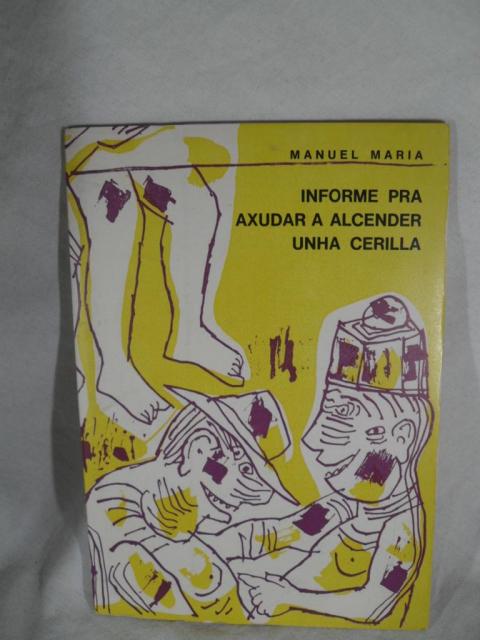 MANUEL MARIA
INFORME PRA
AXUDAR A ALCENDER
UNHA CERILLA